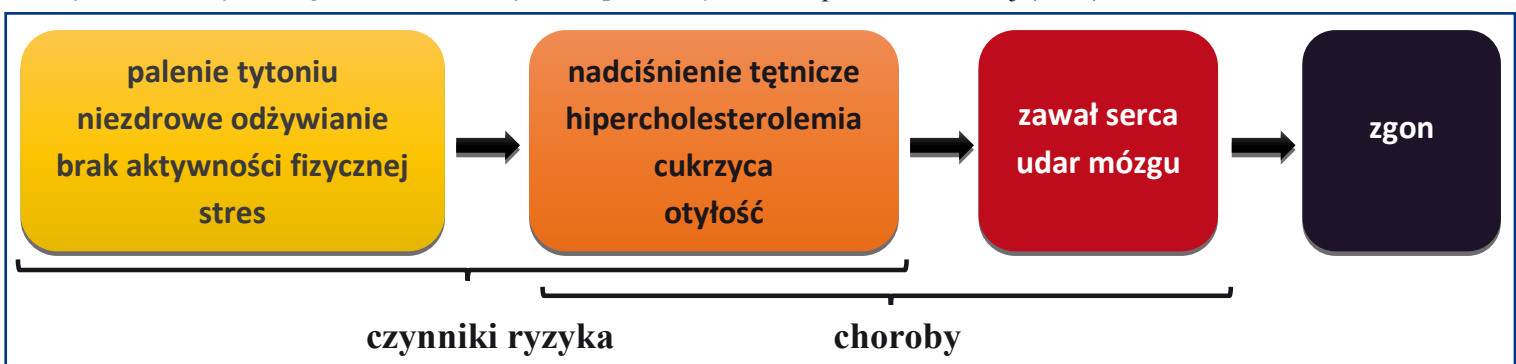 palenie tytoniu
niezdrowe odżywianie
brak aktywności fizycznej
stres
nadciśnienie tętnicze
hipercholesterolemia
cukrzyca
otyłość
zawał serca
udar mózgu
zgon
czynniki ryzyka
choroby